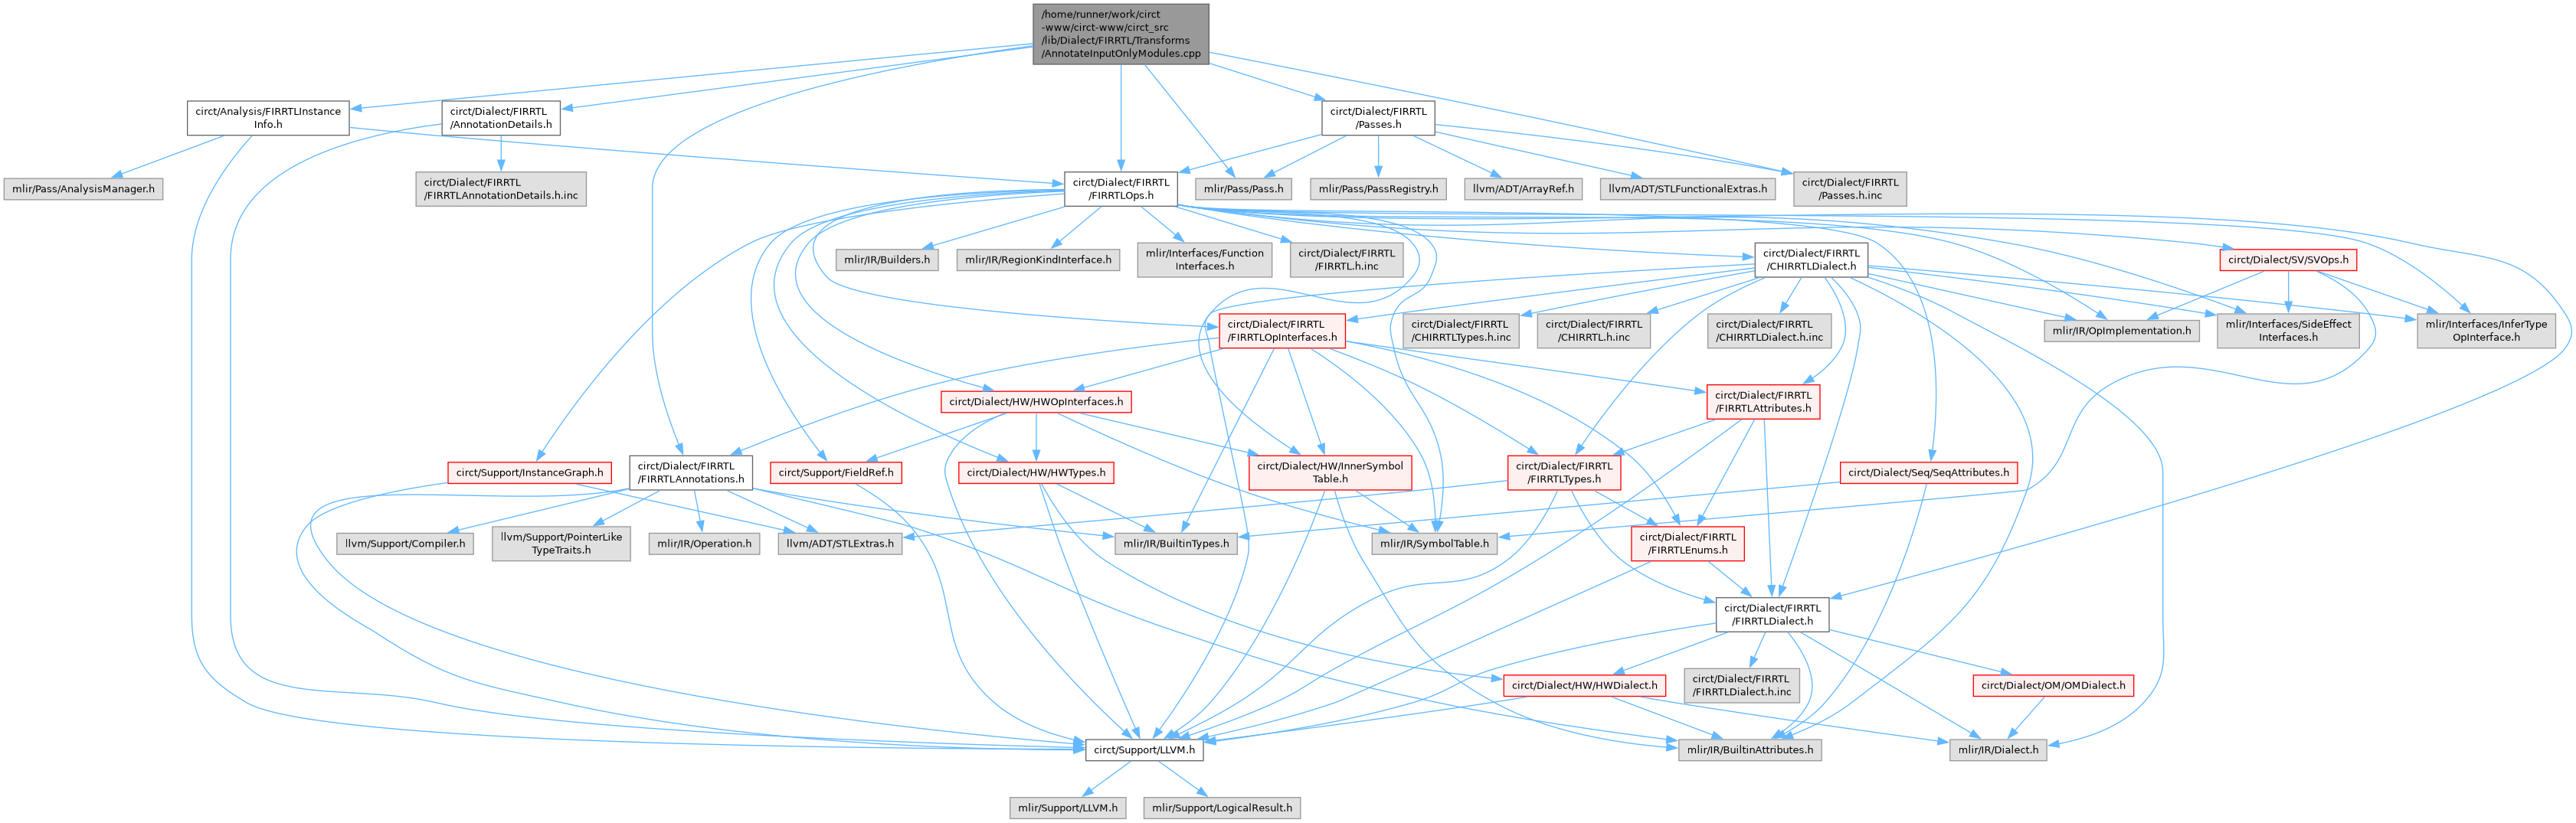 /home/runner/work/circt
-www/circt-www/circt_src
/lib/Dialect/FIRRTL/Transforms
/AnnotateInputOnlyModules.cpp
circt/Analysis/FIRRTLInstance
Info.h
circt/Dialect/FIRRTL
/AnnotationDetails.h
circt/Dialect/FIRRTL
/Passes.h
mlir/Pass/AnalysisManager.h
circt/Dialect/FIRRTL
/FIRRTLAnnotationDetails.h.inc
circt/Dialect/FIRRTL
/FIRRTLOps.h
mlir/Pass/Pass.h
mlir/Pass/PassRegistry.h
llvm/ADT/ArrayRef.h
llvm/ADT/STLFunctionalExtras.h
circt/Dialect/FIRRTL
/Passes.h.inc
mlir/IR/Builders.h
mlir/IR/RegionKindInterface.h
mlir/Interfaces/Function
Interfaces.h
circt/Dialect/FIRRTL
/FIRRTL.h.inc
circt/Dialect/FIRRTL
/CHIRRTLDialect.h
circt/Dialect/SV/SVOps.h
circt/Dialect/FIRRTL
/FIRRTLOpInterfaces.h
circt/Dialect/FIRRTL
/CHIRRTLTypes.h.inc
circt/Dialect/FIRRTL
/CHIRRTL.h.inc
circt/Dialect/FIRRTL
/CHIRRTLDialect.h.inc
mlir/IR/OpImplementation.h
mlir/Interfaces/SideEffect
Interfaces.h
mlir/Interfaces/InferType
OpInterface.h
circt/Dialect/HW/HWOpInterfaces.h
circt/Dialect/FIRRTL
/FIRRTLAttributes.h
circt/Support/InstanceGraph.h
circt/Dialect/FIRRTL
/FIRRTLAnnotations.h
circt/Support/FieldRef.h
circt/Dialect/HW/HWTypes.h
circt/Dialect/HW/InnerSymbol
Table.h
circt/Dialect/FIRRTL
/FIRRTLTypes.h
circt/Dialect/Seq/SeqAttributes.h
llvm/Support/Compiler.h
llvm/Support/PointerLike
TypeTraits.h
mlir/IR/Operation.h
llvm/ADT/STLExtras.h
mlir/IR/BuiltinTypes.h
mlir/IR/SymbolTable.h
circt/Dialect/FIRRTL
/FIRRTLEnums.h
circt/Dialect/FIRRTL
/FIRRTLDialect.h
circt/Dialect/HW/HWDialect.h
circt/Dialect/FIRRTL
/FIRRTLDialect.h.inc
circt/Dialect/OM/OMDialect.h
circt/Support/LLVM.h
mlir/IR/BuiltinAttributes.h
mlir/IR/Dialect.h
mlir/Support/LLVM.h
mlir/Support/LogicalResult.h